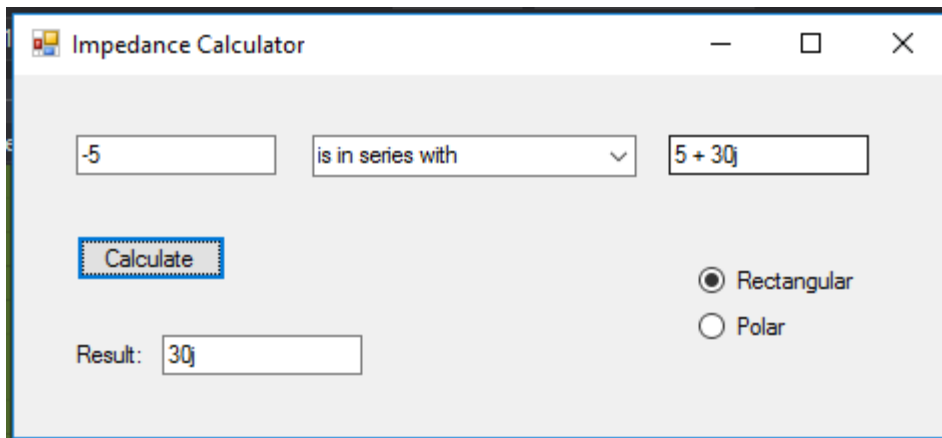 Impedance Calculator
-5 is in series with 5 + 30j
Calculate
Rectangular
Polar
Result: 30j